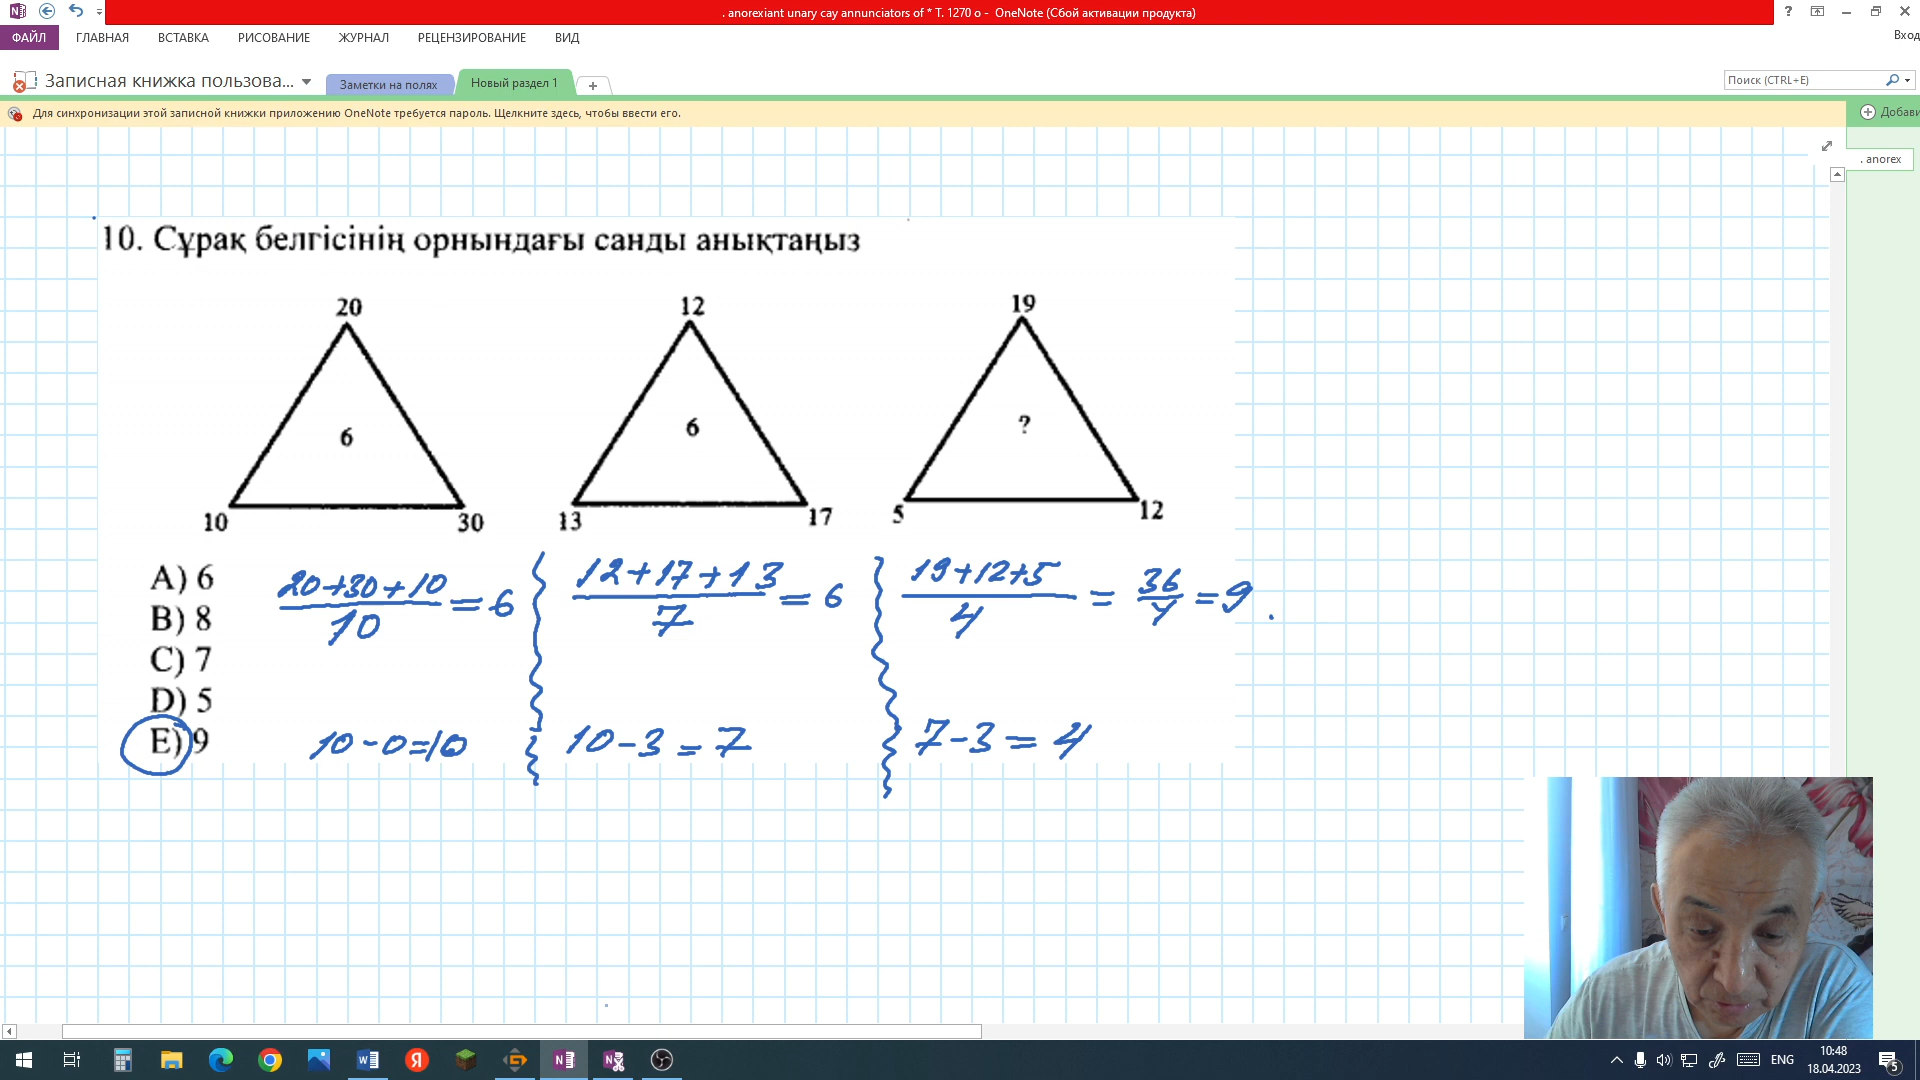 . anorexiant unary cay annunciators of * T. 1270 o - OneNote (Сбой активации продукта)
ФАЙЛ ГЛАВНАЯ ВСТАВКА РИСОВАНИЕ ЖУРНАЛ РЕЦЕНЗИРОВАНИЕ ВИД
Вход
Записная книжка пользова... Заметки на полях Новый раздел 1 +
Поиск (CTRL+E)
Для синхронизации этой записной книжки приложению OneNote требуется пароль. Щелкните здесь, чтобы ввести его.
Добави
. anorex
10. Сұрақ белгісінің орнындағы санды анықтаңыз
20 12 19
6 6 ?
10 30 13 17 5 12
A) 6
B) 8
C) 7
D) 5
E) 9
20+30+10 / 10 = 6
12+17+13 / 7 = 6
19+12+5 / 4 = 36 / 4 = 9.
10-0=10
10-3=7
7-3=4
ENG
10:48
18.04.2023
5